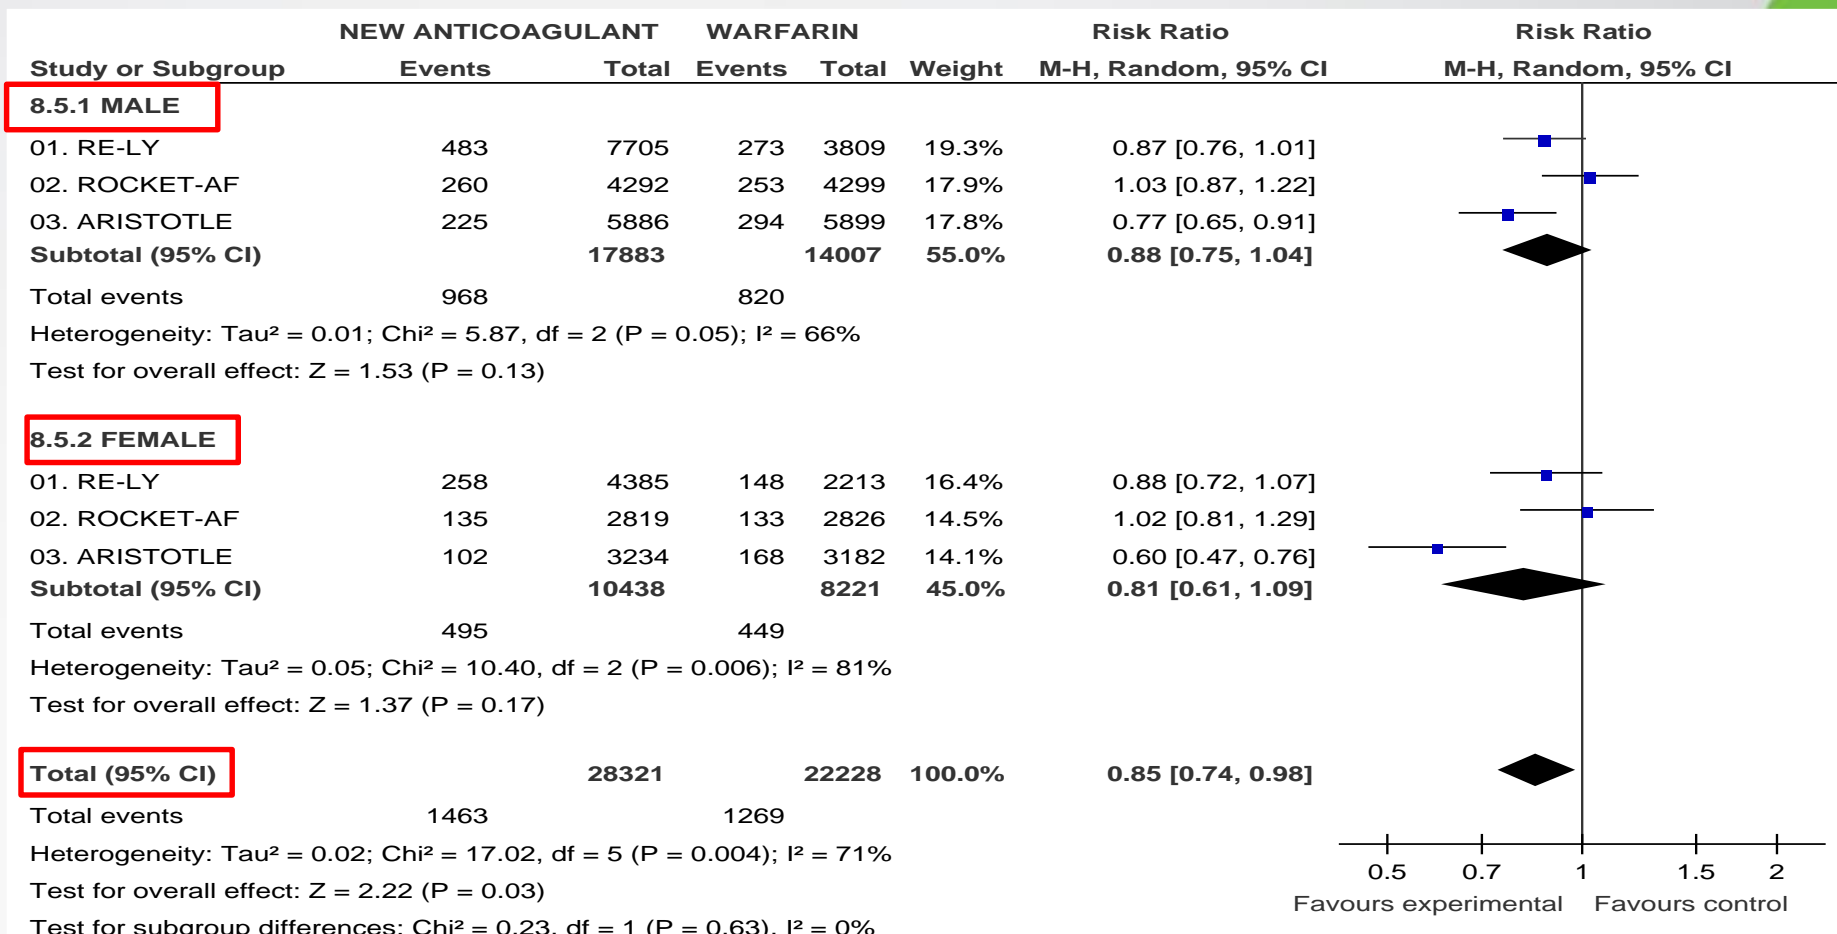 NEW ANTICOAGULANT WARFARIN Risk Ratio Risk Ratio
Study or Subgroup Events Total Events Total Weight M-H, Random, 95% CI M-H, Random, 95% CI
8.5.1 MALE
01. RE-LY 483 7705 273 3809 19.3% 0.87 [0.76, 1.01]
02. ROCKET-AF 260 4292 253 4299 17.9% 1.03 [0.87, 1.22]
03. ARISTOTLE 225 5886 294 5899 17.8% 0.77 [0.65, 0.91]
Subtotal (95% CI) 17883 14007 55.0% 0.88 [0.75, 1.04]
Total events 968 820
Heterogeneity: Tau² = 0.01; Chi² = 5.87, df = 2 (P = 0.05); I² = 66%
Test for overall effect: Z = 1.53 (P = 0.13)
8.5.2 FEMALE
01. RE-LY 258 4385 148 2213 16.4% 0.88 [0.72, 1.07]
02. ROCKET-AF 135 2819 133 2826 14.5% 1.02 [0.81, 1.29]
03. ARISTOTLE 102 3234 168 3182 14.1% 0.60 [0.47, 0.76]
Subtotal (95% CI) 10438 8221 45.0% 0.81 [0.61, 1.09]
Total events 495 449
Heterogeneity: Tau² = 0.05; Chi² = 10.40, df = 2 (P = 0.006); I² = 81%
Test for overall effect: Z = 1.37 (P = 0.17)
Total (95% CI) 28321 22228 100.0% 0.85 [0.74, 0.98]
Total events 1463 1269
Heterogeneity: Tau² = 0.02; Chi² = 17.02, df = 5 (P = 0.004); I² = 71%
Test for overall effect: Z = 2.22 (P = 0.03)
Test for subgroup differences: Chi² = 0.23, df = 1 (P = 0.63), I² = 0%
0.5 0.7 1 1.5 2
Favours experimental Favours control